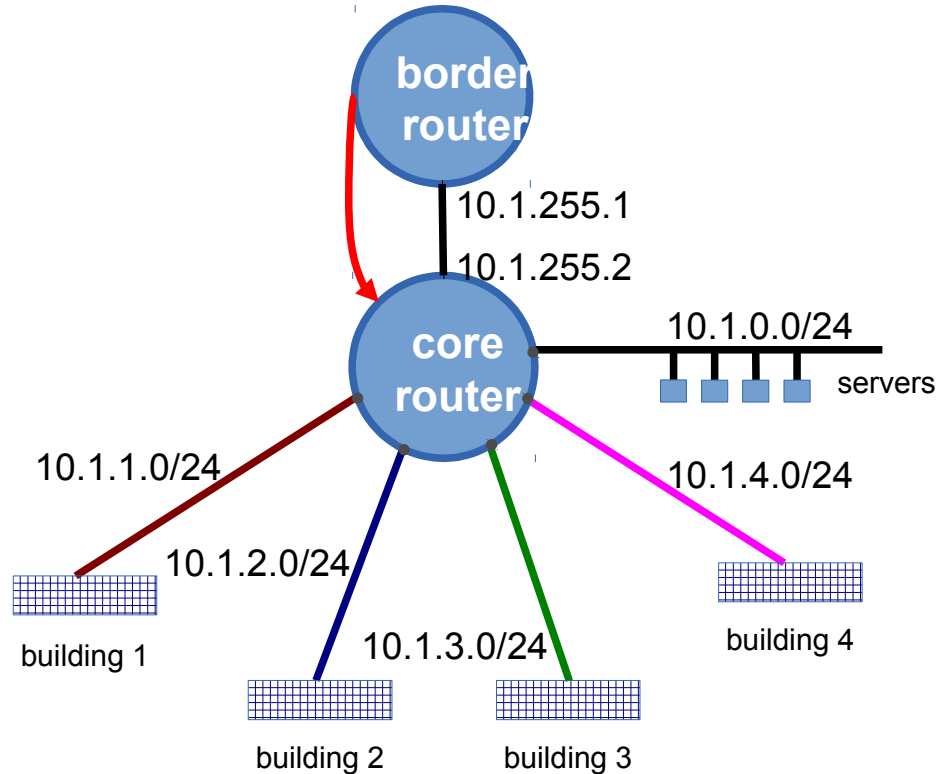 border
router
10.1.255.1
10.1.255.2
core
router
10.1.0.0/24
servers
10.1.1.0/24
10.1.4.0/24
10.1.2.0/24
10.1.3.0/24
building 1
building 4
building 2
building 3